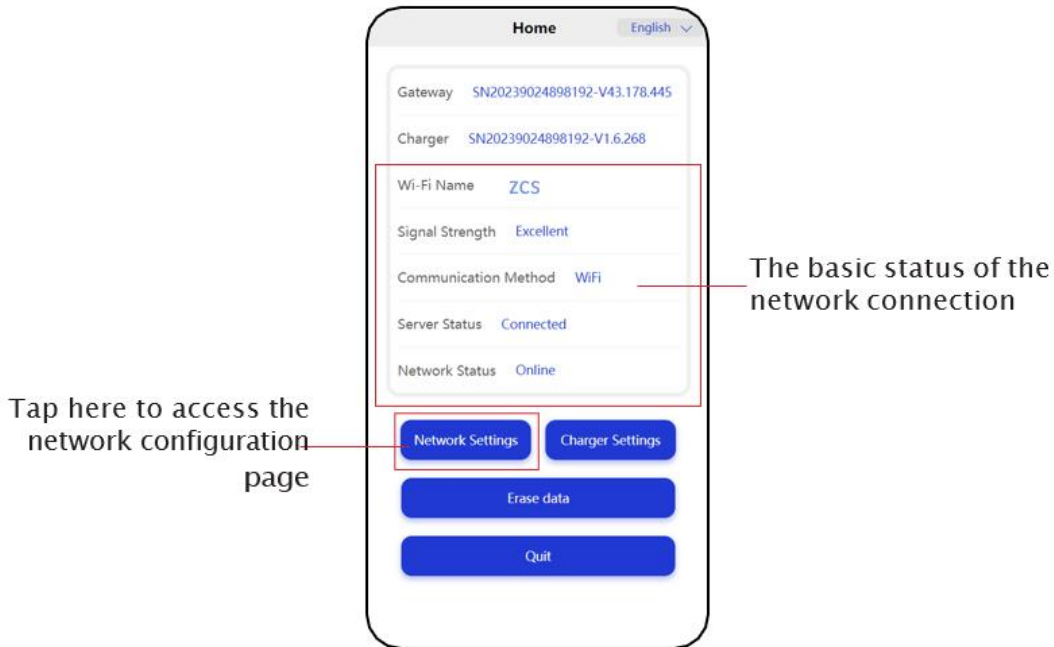 Home
English
Gateway SN20239024898192-V43.178.445
Charger SN20239024898192-V1.6.268
Wi-Fi Name ZCS
Signal Strength Excellent
Communication Method WiFi
Server Status Connected
Network Status Online
The basic status of the
network connection
Tap here to access the
network configuration
page
Network Settings
Charger Settings
Erase data
Quit